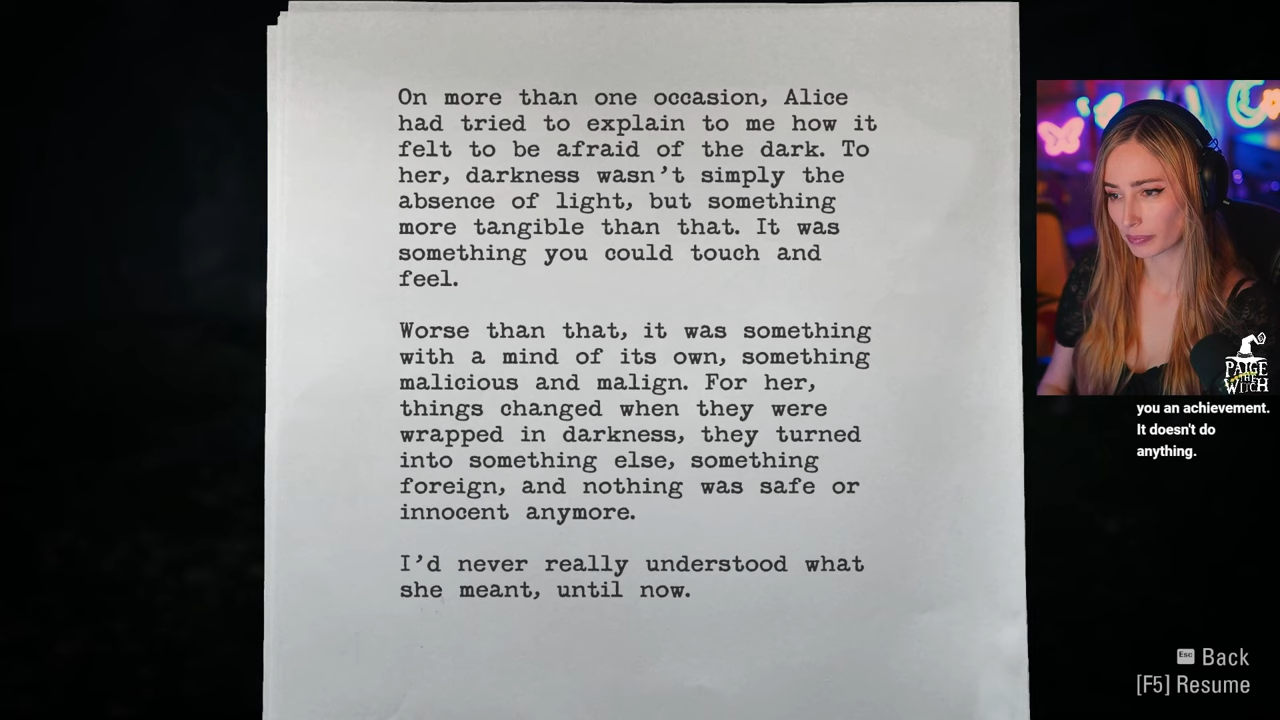 On more than one occasion, Alice
had tried to explain to me how it
felt to be afraid of the dark. To
her, darkness wasn't simply the
absence of light, but something
more tangible than that. It was
something you could touch and
feel.
Worse than that, it was something
with a mind of its own, something
malicious and malign. For her,
things changed when they were
wrapped in darkness, they turned
into something else, something
foreign, and nothing was safe or
innocent anymore.
I'd never really understood what
she meant, until now.
PAIGE
THE
WITCH
you an achievement.
It doesn't do
anything.
Esc Back
[F5] Resume